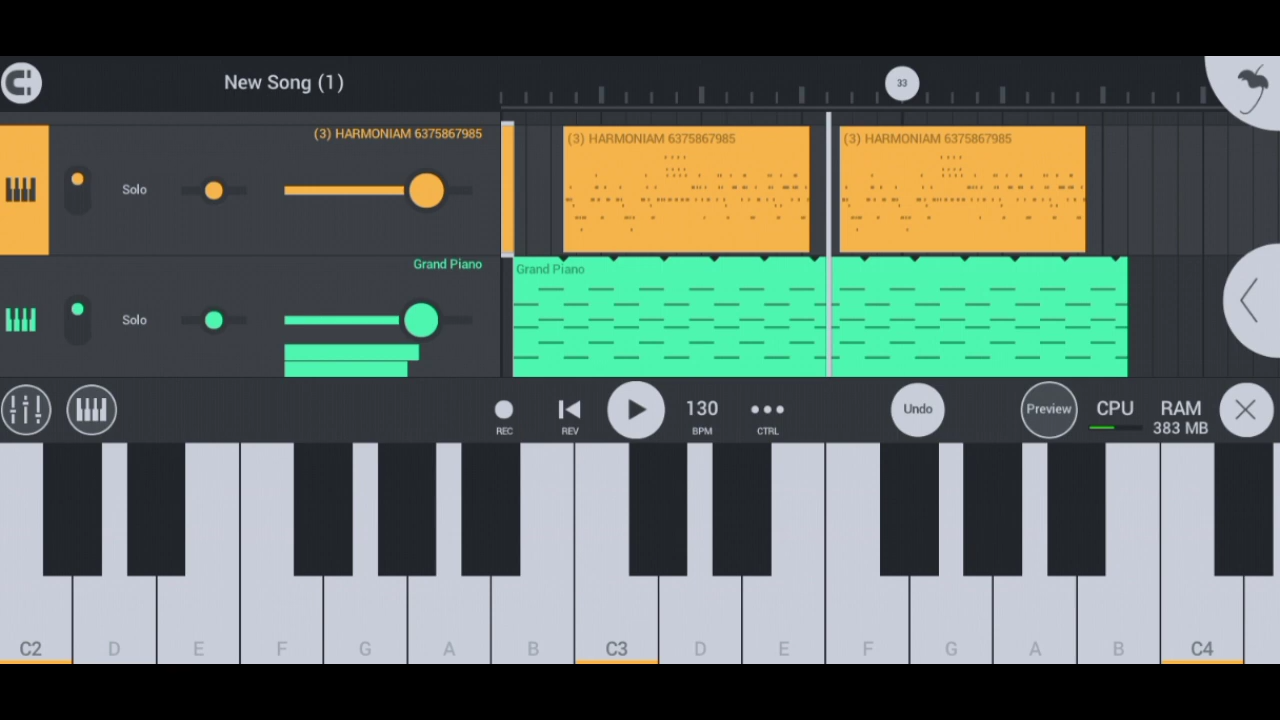 New Song (1)
33
(3) HARMONIAM 6375867985
(3) HARMONIAM 6375867985
(3) HARMONIAM 6375867985
Solo
Grand Piano
Grand Piano
Solo
130
Undo
Preview
CPU
RAM
383 MB
REC
REV
BPM
CTRL
C2
D
E
F
G
A
B
C3
D
E
F
G
A
B
C4